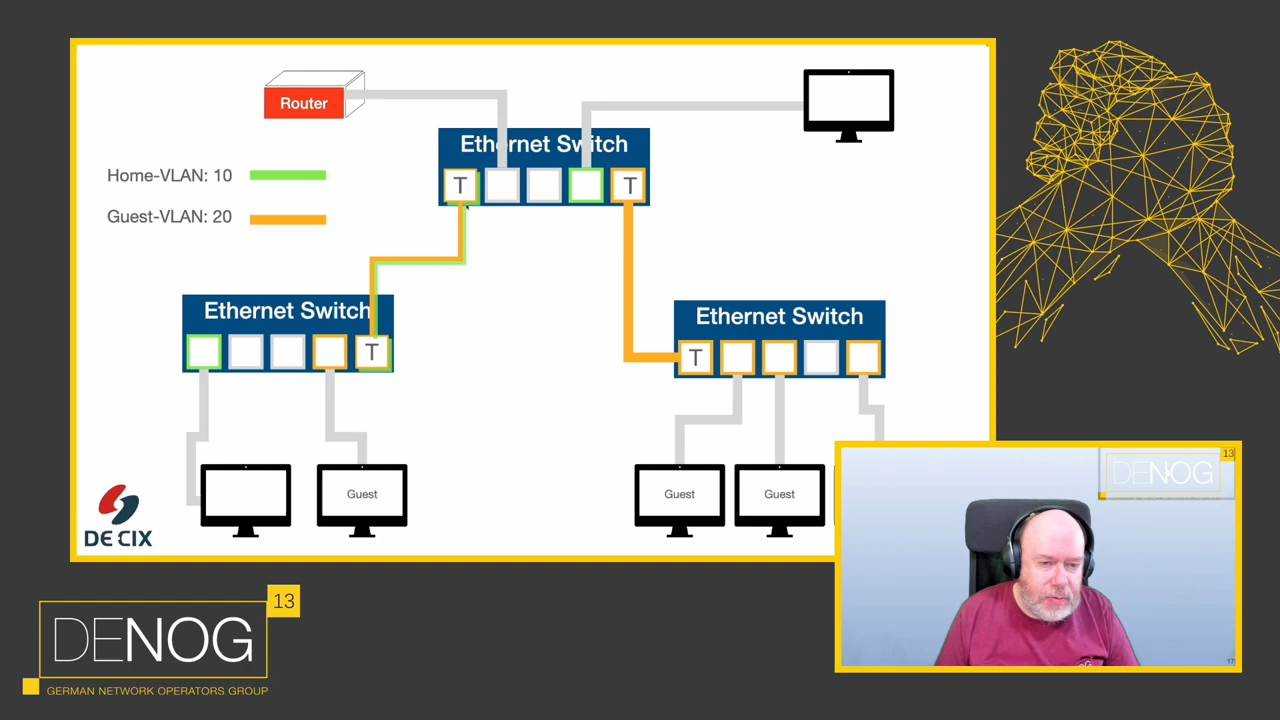 Router
Ethernet Switch
T
T
Home-VLAN: 10
Guest-VLAN: 20
Ethernet Switch
T
Ethernet Switch
T
Guest
Guest
Guest
DE CIX
DENOG
13
17
DENOG
13
GERMAN NETWORK OPERATORS GROUP